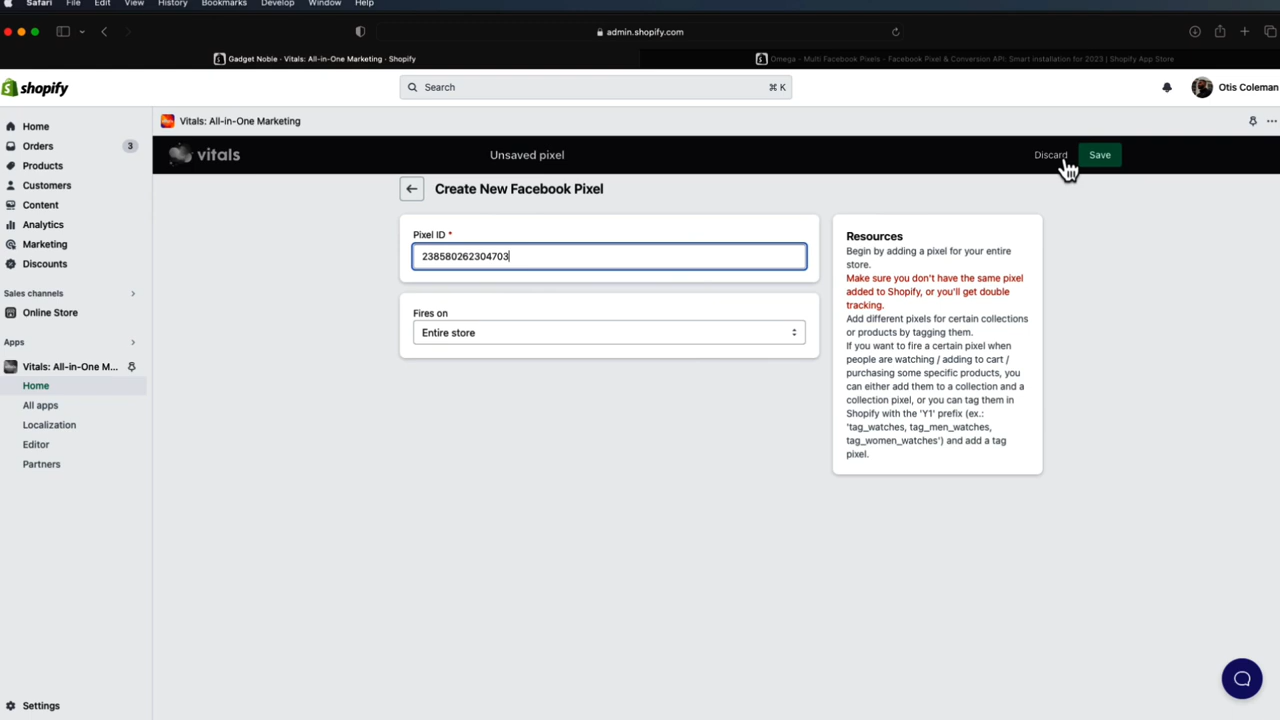 Safari File Edit View History Bookmarks Develop Window Help
admin.shopify.com
Gadget Noble · Vitals: All-in-One Marketing · Shopify
Omega - Multi Facebook Pixels - Facebook Pixel & Conversion API: Smart installation for 2023 | Shopify App Store
shopify
Search
⌘ K
Otis Coleman
Home
Orders
3
Products
Customers
Content
Analytics
Marketing
Discounts
Sales channels
Online Store
Apps
Vitals: All-in-One M...
Home
All apps
Localization
Editor
Partners
Settings
Vitals: All-in-One Marketing
vitals
Unsaved pixel
Discard
Save
Create New Facebook Pixel
Pixel ID *
238580262304703
Fires on
Entire store
Resources
Begin by adding a pixel for your entire
store.
Make sure you don't have the same pixel
added to Shopify, or you'll get double
tracking.
Add different pixels for certain collections
or products by tagging them.
If you want to fire a certain pixel when
people are watching / adding to cart /
purchasing some specific products, you
can either add them to a collection and a
collection pixel, or you can tag them in
Shopify with the 'Y1' prefix (ex.:
'tag_watches, tag_men_watches,
tag_women_watches') and add a tag
pixel.